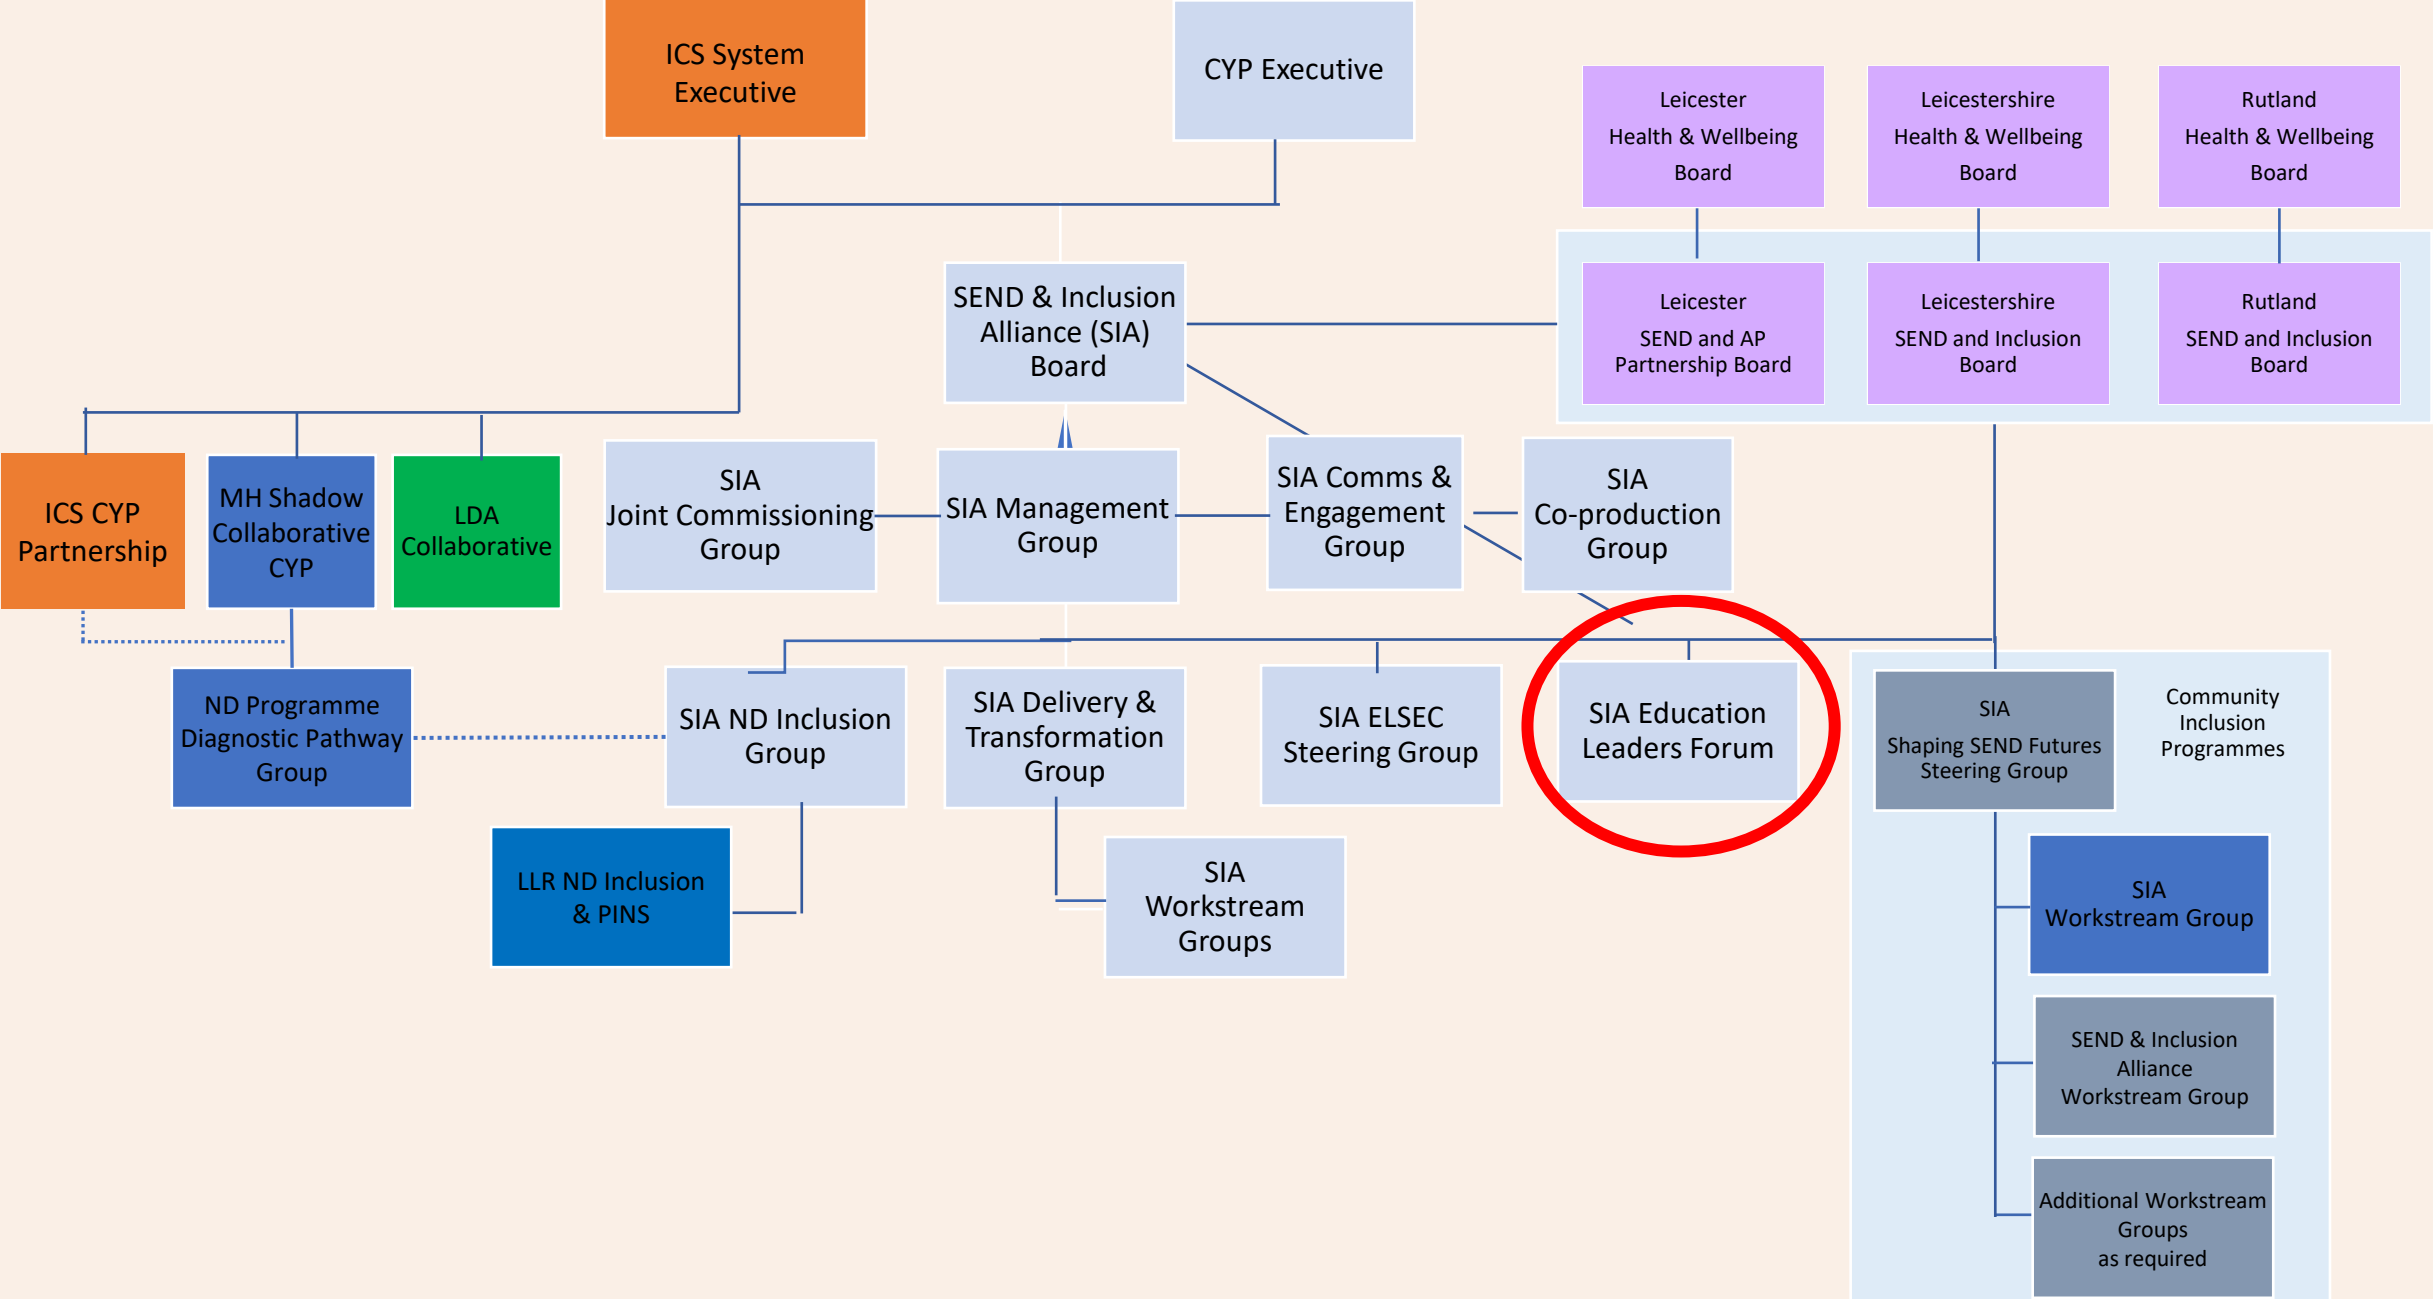 ICS System
Executive
CYP Executive
Leicester
Health & Wellbeing
Board
Leicestershire
Health & Wellbeing
Board
Rutland
Health & Wellbeing
Board
SEND & Inclusion
Alliance (SIA)
Board
Leicester
SEND and AP
Partnership Board
Leicestershire
SEND and Inclusion
Board
Rutland
SEND and Inclusion
Board
ICS CYP
Partnership
MH Shadow
Collaborative
CYP
LDA
Collaborative
SIA
Joint Commissioning
Group
SIA Management
Group
SIA Comms &
Engagement
Group
SIA
Co-production
Group
ND Programme
Diagnostic Pathway
Group
SIA ND Inclusion
Group
SIA Delivery &
Transformation
Group
SIA ELSEC
Steering Group
SIA Education
Leaders Forum
SIA
Shaping SEND Futures
Steering Group
Community
Inclusion
Programmes
LLR ND Inclusion
& PINS
SIA
Workstream
Groups
SIA
Workstream Group
SEND & Inclusion
Alliance
Workstream Group
Additional Workstream
Groups
as required